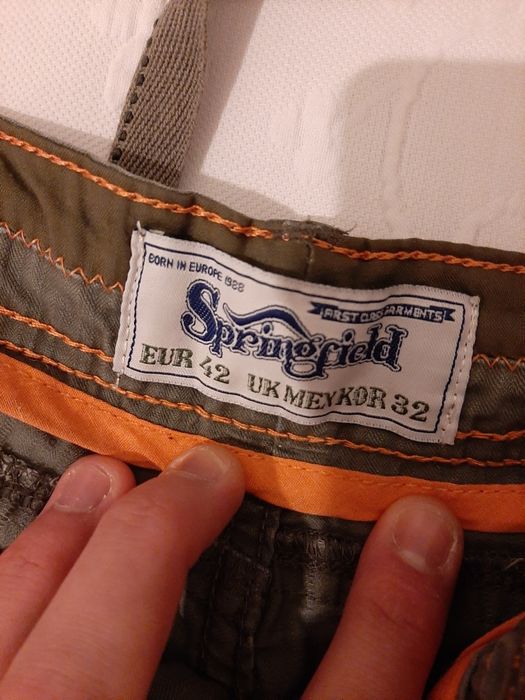 BORN IN EUROPE 1988
FIRST CLASS GARMENTS
Springfield
EUR 42 UK MEX KOR 32